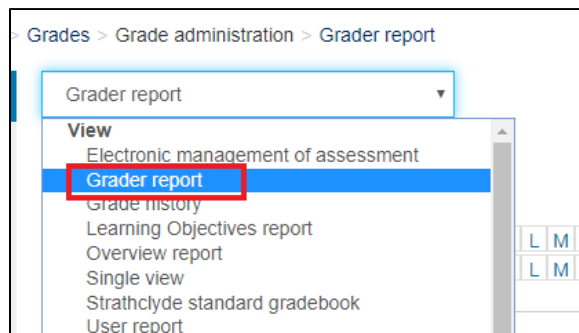 > Grades > Grade administration > Grader report
Grader report
View
Electronic management of assessment
Grader report
Grade history
Learning Objectives report
Overview report
L M
Single view
L M
Strathclyde standard gradebook
User report